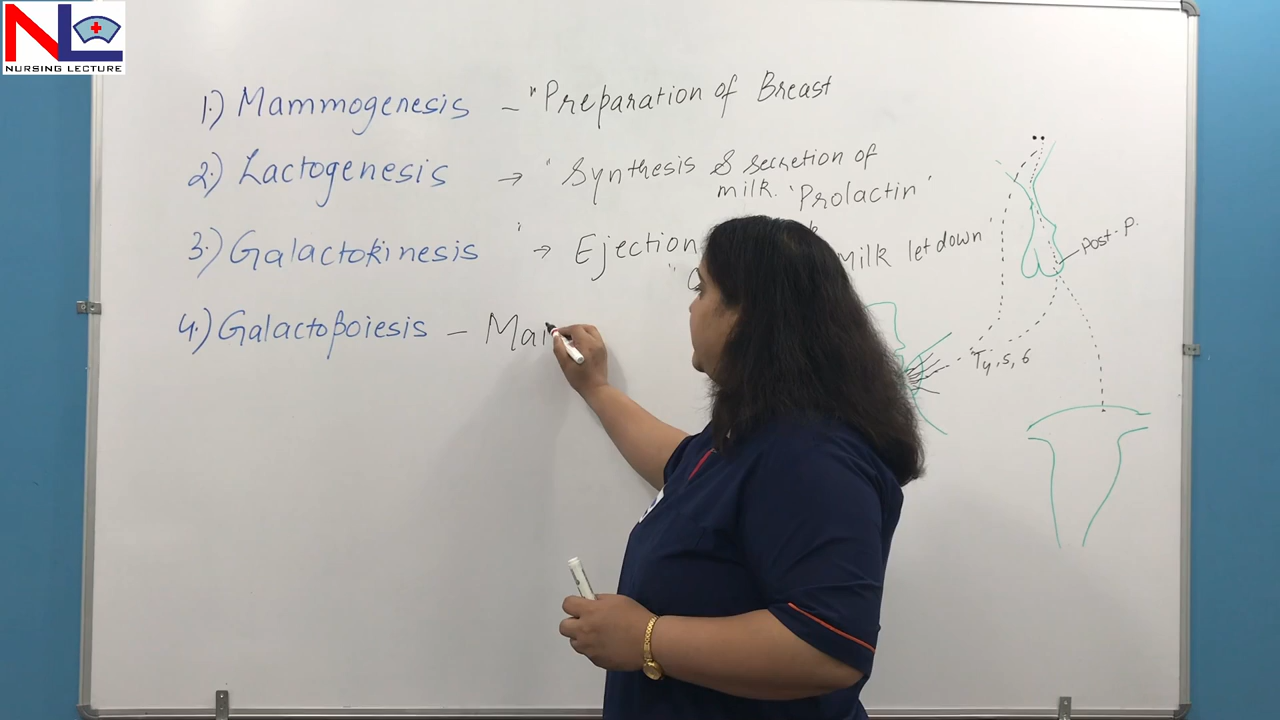 NL
NURSING LECTURE
1.) Mammogenesis - "Preparation of Breast
2.) Lactogenesis → " Synthesis & secretion of
milk. 'Prolactin'
3.) Galactokinesis " → Ejection
milk let down'
4.) Galactopoiesis - Mai
Post-P.
T4,5,6